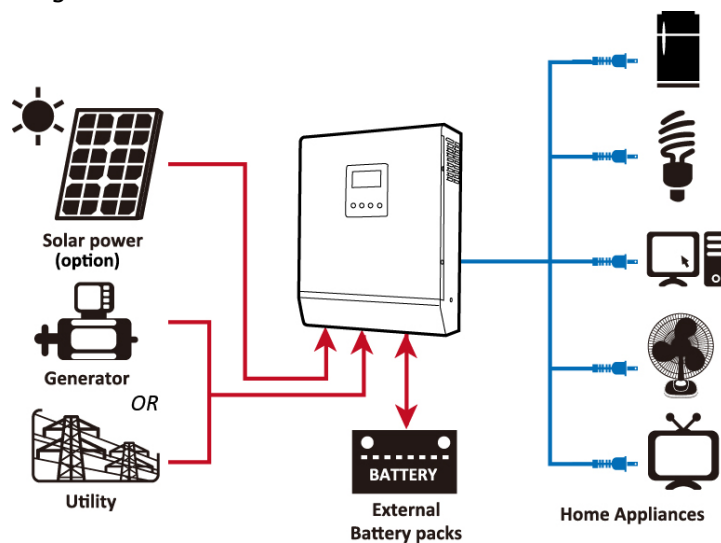 Solar power
(option)
Generator
OR
Utility
BATTERY
External
Battery packs
Home Appliances